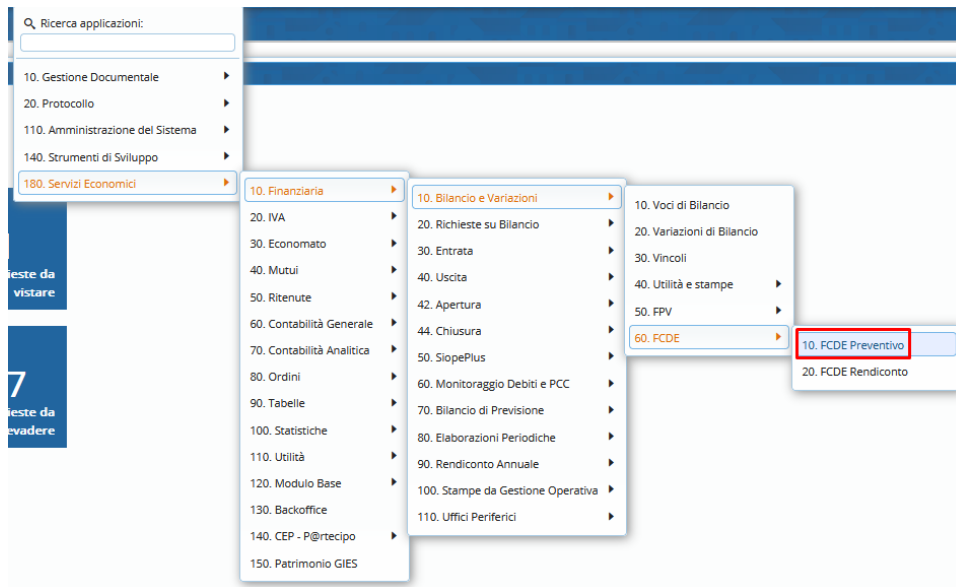 Ricerca applicazioni:
10. Gestione Documentale
20. Protocollo
110. Amministrazione del Sistema
140. Strumenti di Sviluppo
180. Servizi Economici
ieste da
vistare
7
ieste da
evadere
10. Finanziaria
20. IVA
30. Economato
40. Mutui
50. Ritenute
60. Contabilità Generale
70. Contabilità Analitica
80. Ordini
90. Tabelle
100. Statistiche
110. Utilità
120. Modulo Base
130. Backoffice
140. CEP - P@rtecipo
150. Patrimonio GIES
10. Bilancio e Variazioni
20. Richieste su Bilancio
30. Entrata
40. Uscita
42. Apertura
44. Chiusura
50. SiopePlus
60. Monitoraggio Debiti e PCC
70. Bilancio di Previsione
80. Elaborazioni Periodiche
90. Rendiconto Annuale
100. Stampe da Gestione Operativa
110. Uffici Periferici
10. Voci di Bilancio
20. Variazioni di Bilancio
30. Vincoli
40. Utilità e stampe
50. FPV
60. FCDE
10. FCDE Preventivo
20. FCDE Rendiconto